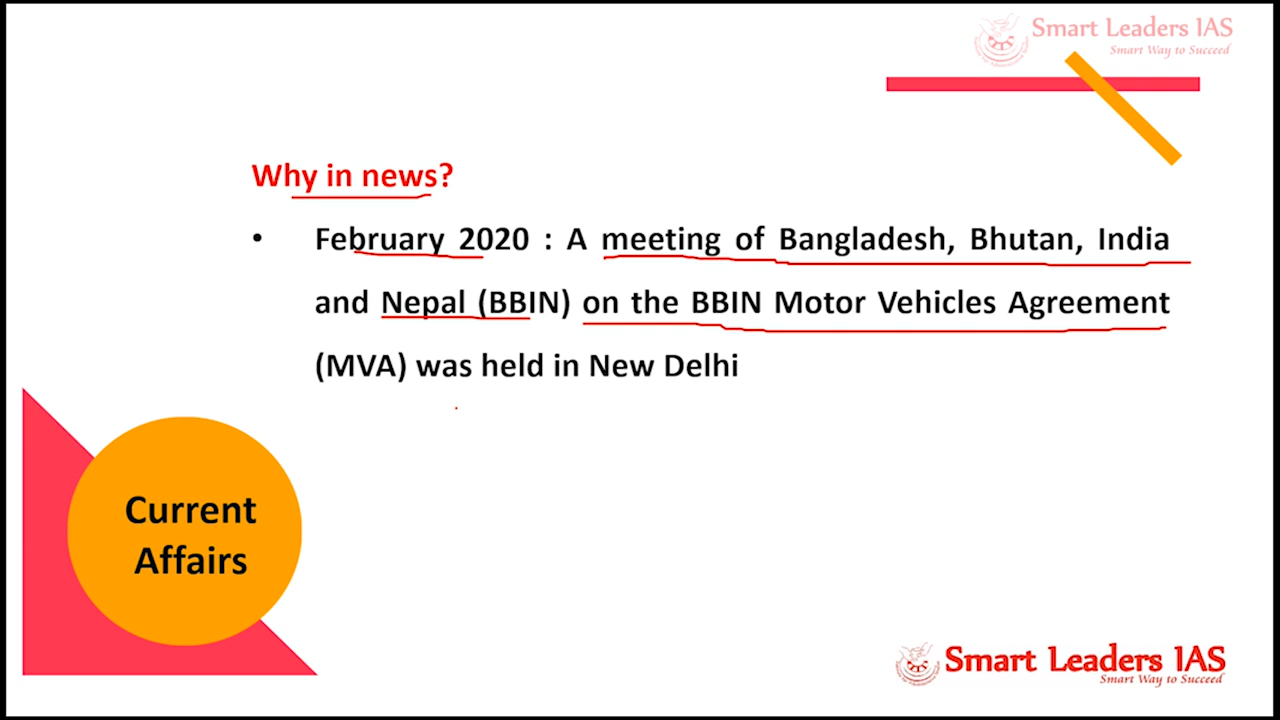 Smart Leaders IAS
Smart Way to Succeed
Why in news?
• February 2020 : A meeting of Bangladesh, Bhutan, India
and Nepal (BBIN) on the BBIN Motor Vehicles Agreement
(MVA) was held in New Delhi
Current
Affairs
Smart Leaders IAS
Smart Way to Succeed